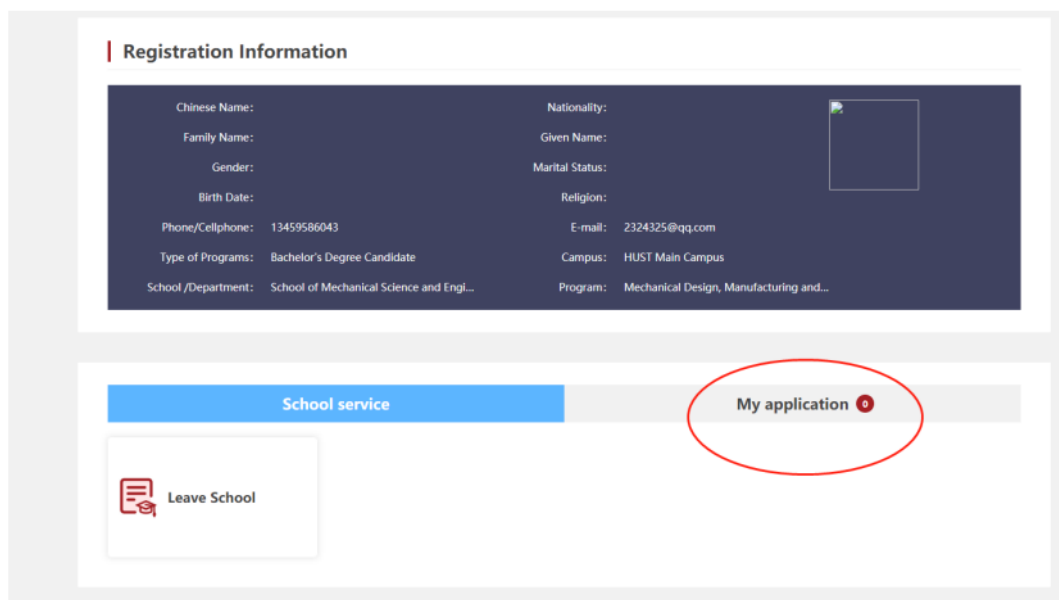 Registration Information
Chinese Name: Nationality:
Family Name: Given Name:
Gender: Marital Status:
Birth Date: Religion:
Phone/Cellphone: 13459586043 E-mail: 2324325@qq.com
Type of Programs: Bachelor's Degree Candidate Campus: HUST Main Campus
School /Department: School of Mechanical Science and Engi... Program: Mechanical Design, Manufacturing and...
School service My application 0
Leave School